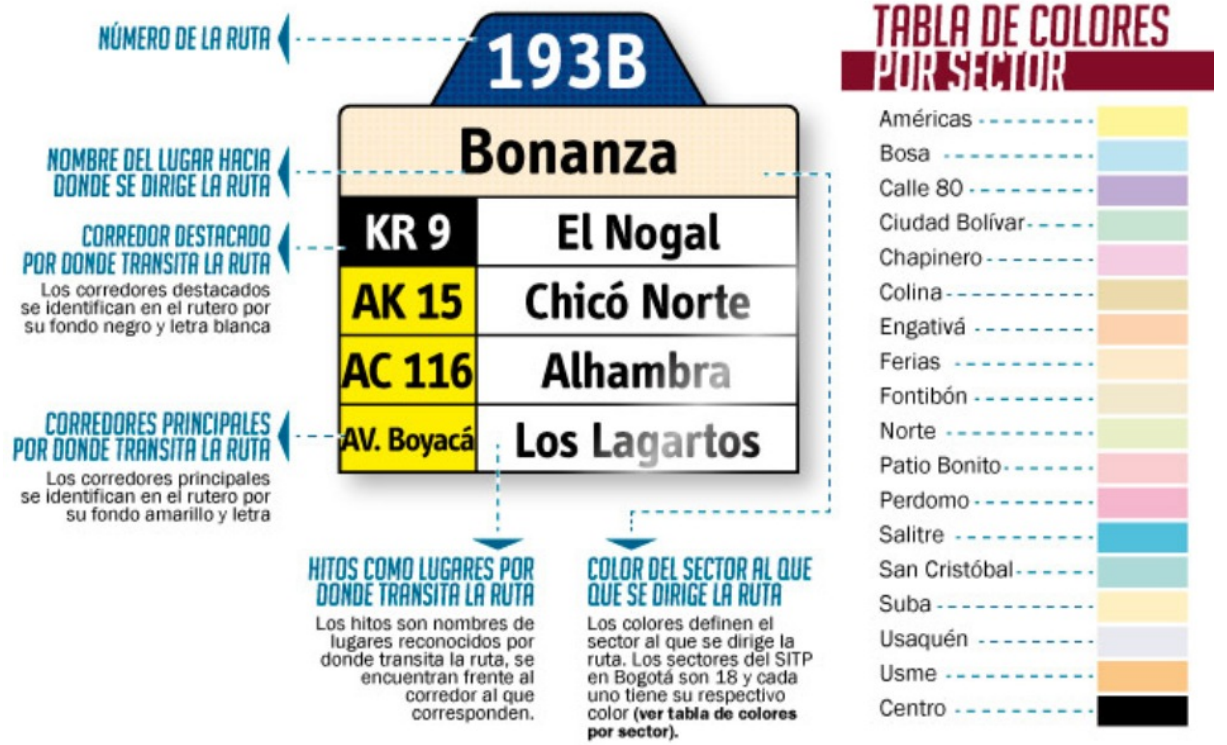 NÚMERO DE LA RUTA
193B
NOMBRE DEL LUGAR HACIA
DONDE SE DIRIGE LA RUTA
Bonanza
CORREDOR DESTACADO
POR DONDE TRANSITA LA RUTA
Los corredores destacados
se identifican en el rutero por
su fondo negro y letra blanca
KR 9 El Nogal
AK 15 Chicó Norte
AC 116 Alhambra
AV. Boyacá Los Lagartos
CORREDORES PRINCIPALES
POR DONDE TRANSITA LA RUTA
Los corredores principales
se identifican en el rutero por
su fondo amarillo y letra
HITOS COMO LUGARES POR
DONDE TRANSITA LA RUTA
Los hitos son nombres de
lugares reconocidos por
donde transita la ruta, se
encuentran frente al
corredor al que
corresponden.
COLOR DEL SECTOR AL QUE
QUE SE DIRIGE LA RUTA
Los colores definen el
sector al que se dirige la
ruta. Los sectores del SITP
en Bogotá son 18 y cada
uno tiene su respectivo
color (ver tabla de colores
por sector).
TABLA DE COLORES
POR SECTOR
Américas
Bosa
Calle 80
Ciudad Bolívar
Chapinero
Colina
Engativá
Ferias
Fontibón
Norte
Patio Bonito
Perdomo
Salitre
San Cristóbal
Suba
Usaquén
Usme
Centro